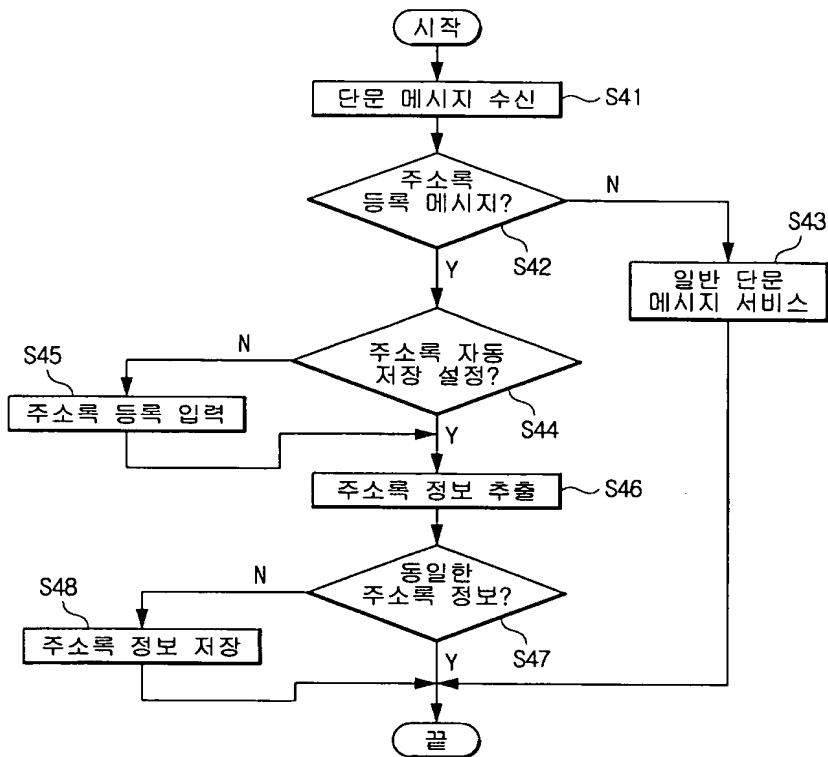 시작
단문 메시지 수신
S41
주소록
등록 메시지?
S42
N
S43
일반 단문
메시지 서비스
Y
주소록 자동
저장 설정?
S44
N
S45
주소록 등록 입력
Y
주소록 정보 추출
S46
동일한
주소록 정보?
S47
N
S48
주소록 정보 저장
Y
끝